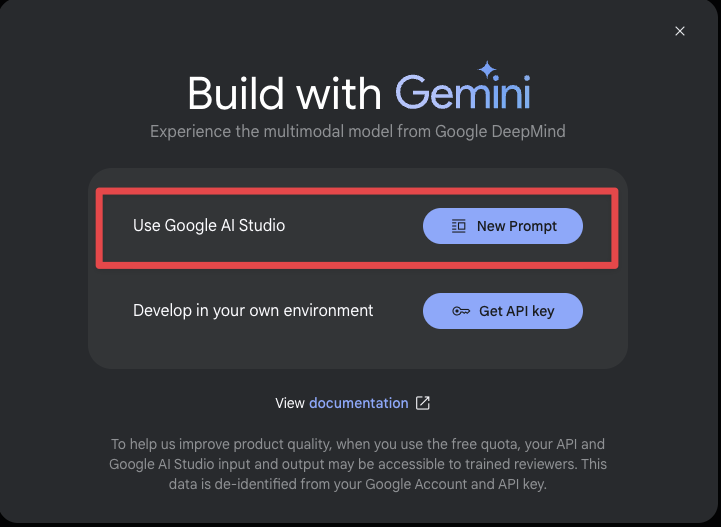 Build with Gemini
Experience the multimodal model from Google DeepMind
Use Google AI Studio
New Prompt
Develop in your own environment
Get API key
View documentation
To help us improve product quality, when you use the free quota, your API and
Google AI Studio input and output may be accessible to trained reviewers. This
data is de-identified from your Google Account and API key.